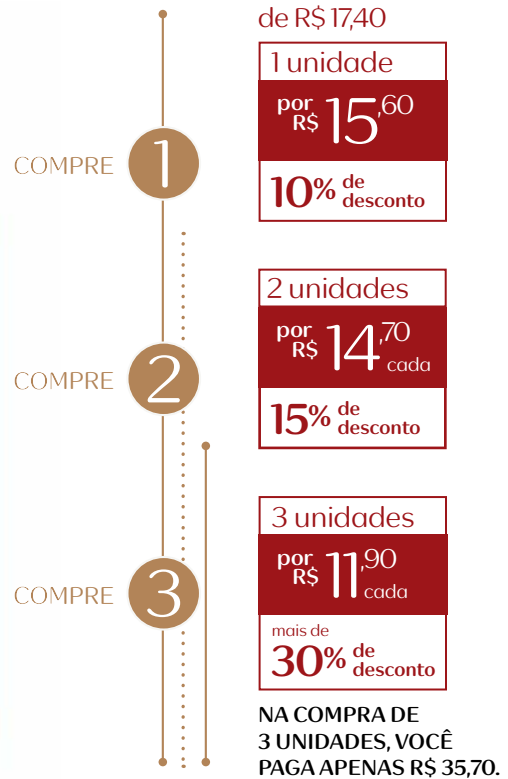 de R$ 17,40
1 unidade
por R$ 15,60
COMPRE 1
10% de desconto
2 unidades
por R$ 14,70 cada
COMPRE 2
15% de desconto
3 unidades
por R$ 11,90 cada
COMPRE 3
mais de
30% de desconto
NA COMPRA DE
3 UNIDADES, VOCÊ
PAGA APENAS R$ 35,70.